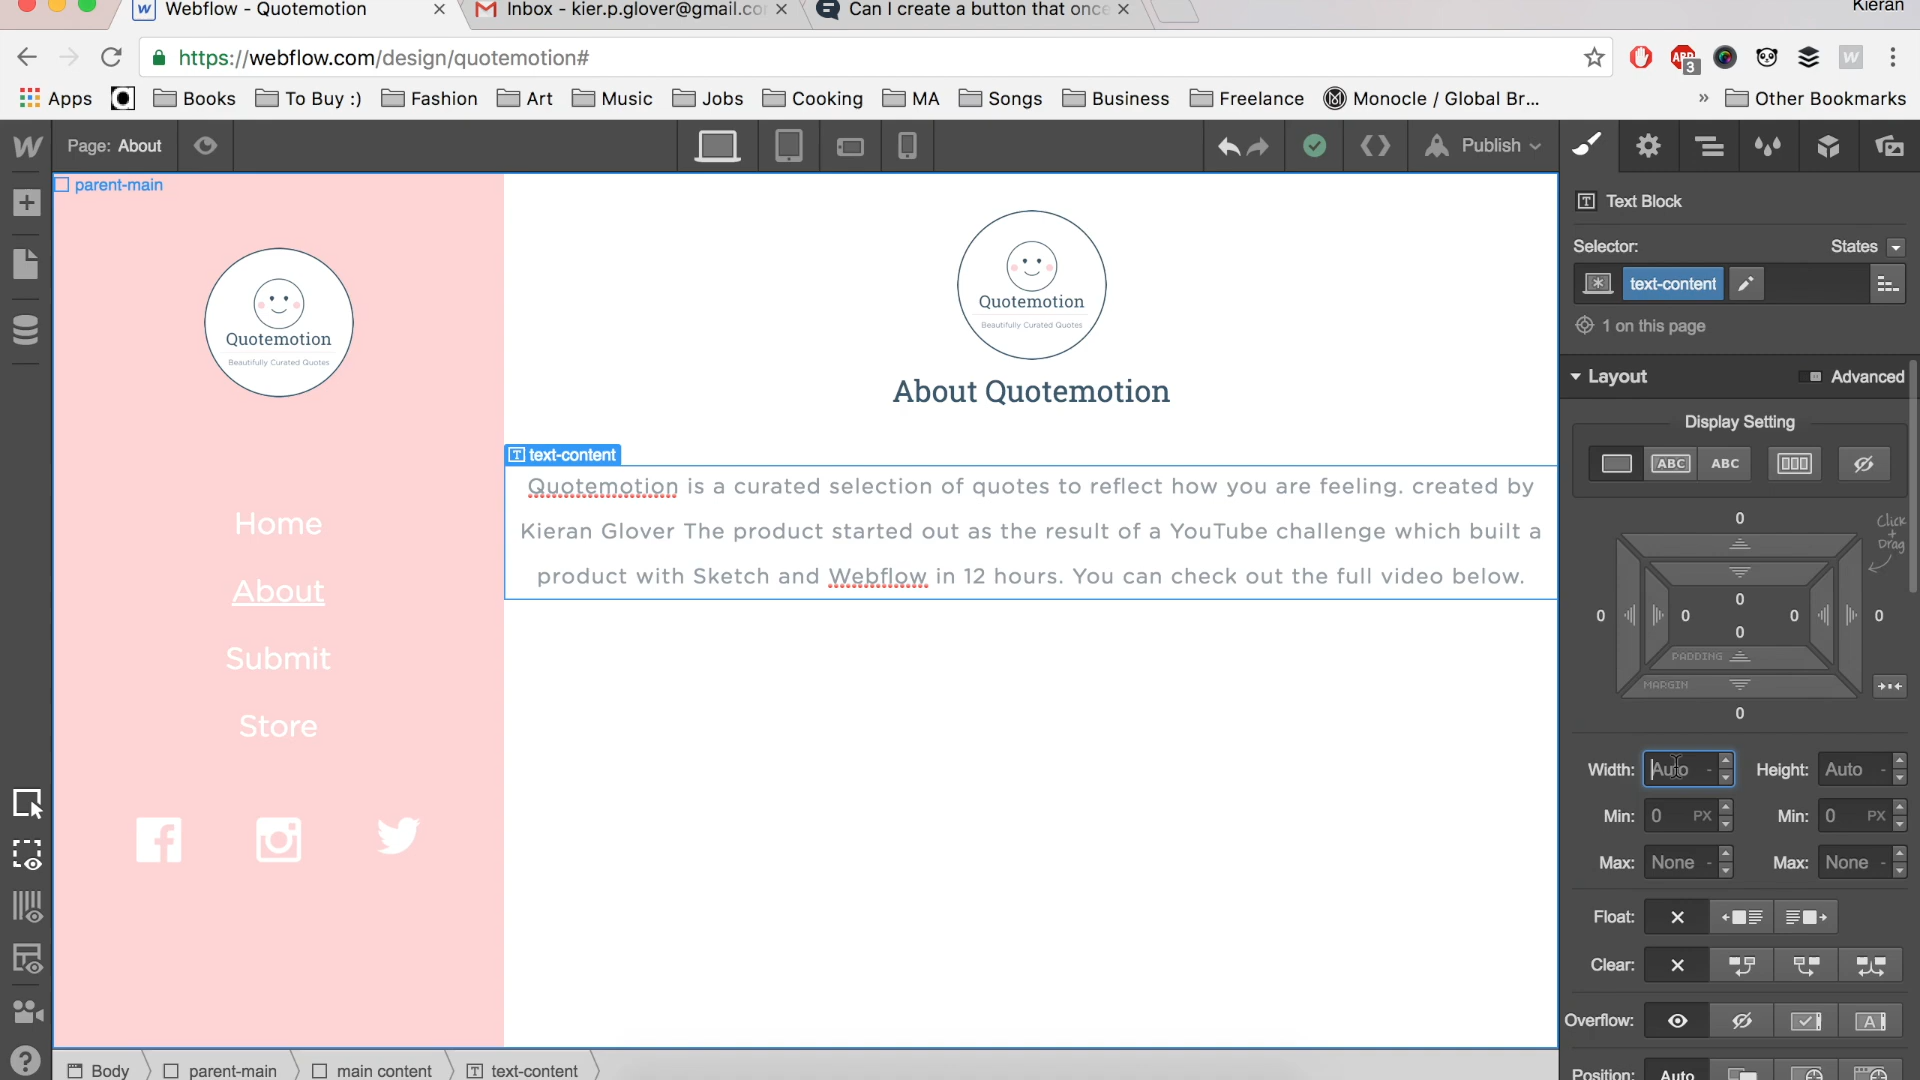 Webflow - Quotemotion
Inbox - kier.p.glover@gmail.co
Can I create a button that once
Kieran
https://webflow.com/design/quotemotion#
3
Apps
Books
To Buy :)
Fashion
Art
Music
Jobs
Cooking
MA
Songs
Business
Freelance
Monocle / Global Br...
» Other Bookmarks
Page: About
Publish
parent-main
Quotemotion
Beautifully Curated Quotes
Home
About
Submit
Store
Quotemotion
Beautifully Curated Quotes
About Quotemotion
text-content
Quotemotion is a curated selection of quotes to reflect how you are feeling. created by
Kieran Glover The product started out as the result of a YouTube challenge which built a
product with Sketch and Webflow in 12 hours. You can check out the full video below.
Text Block
Selector:
States
text-content
1 on this page
Layout
Advanced
Display Setting
ABC
ABC
0
Click
+
Drag
0
0 0 0 0
0
PADDING
MARGIN
0
Width: Auto -
Height: Auto -
Min: 0 PX
Min: 0 PX
Max: None -
Max: None -
Float:
Clear:
Overflow:
A
Position: Auto
Body
parent-main
main content
text-content